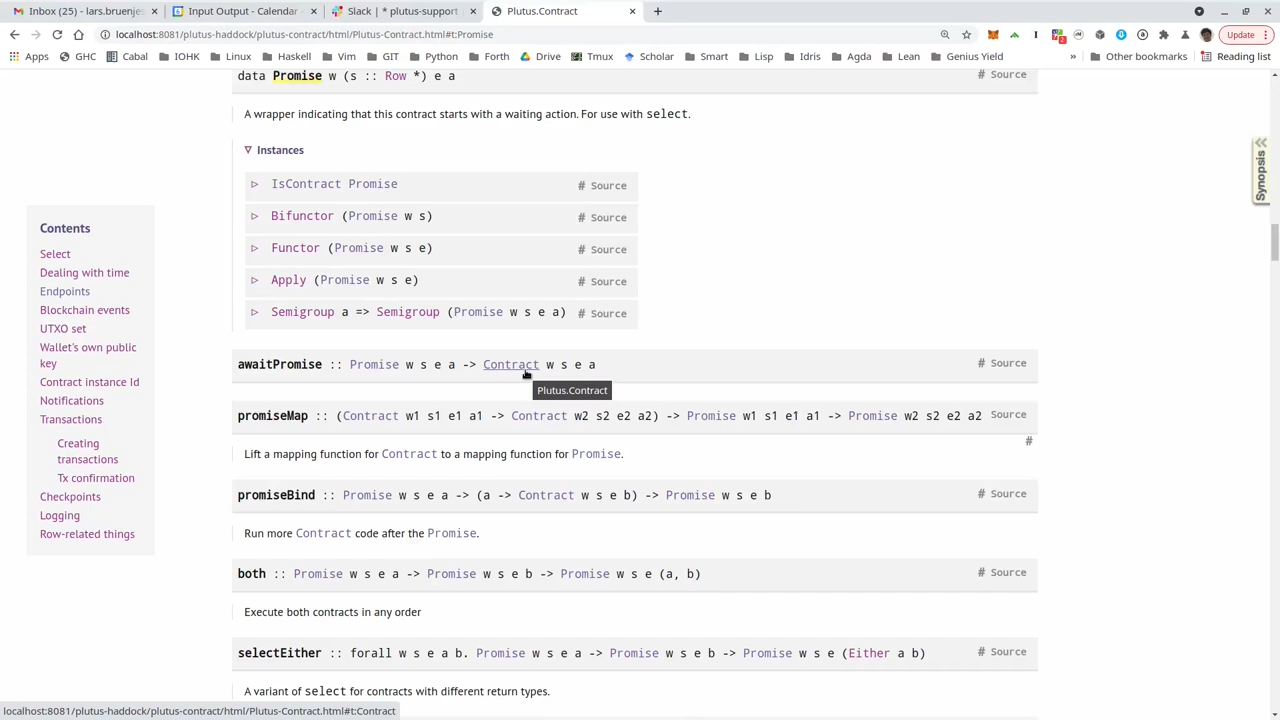 Inbox (25) - lars.bruenjes
Input Output - Calendar -
Slack | * plutus-support
Plutus.Contract
localhost:8081/plutus-haddock/plutus-contract/html/Plutus-Contract.html#t:Promise
Update
Apps GHC Cabal IOHK Linux Haskell Vim GIT Python Forth Drive Tmux Scholar Smart Lisp Idris Agda Lean Genius Yield » Other bookmarks Reading list
data Promise w (s :: Row *) e a # Source
A wrapper indicating that this contract starts with a waiting action. For use with select.
Instances
IsContract Promise # Source
Bifunctor (Promise w s) # Source
Functor (Promise w s e) # Source
Apply (Promise w s e) # Source
Semigroup a => Semigroup (Promise w s e a) # Source
awaitPromise :: Promise w s e a -> Contract w s e a # Source
Plutus.Contract
promiseMap :: (Contract w1 s1 e1 a1 -> Contract w2 s2 e2 a2) -> Promise w1 s1 e1 a1 -> Promise w2 s2 e2 a2 Source
#
Lift a mapping function for Contract to a mapping function for Promise.
promiseBind :: Promise w s e a -> (a -> Contract w s e b) -> Promise w s e b # Source
Run more Contract code after the Promise.
both :: Promise w s e a -> Promise w s e b -> Promise w s e (a, b) # Source
Execute both contracts in any order
selectEither :: forall w s e a b. Promise w s e a -> Promise w s e b -> Promise w s e (Either a b) # Source
A variant of select for contracts with different return types.
Contents
Select
Dealing with time
Endpoints
Blockchain events
UTXO set
Wallet's own public
key
Contract instance Id
Notifications
Transactions
Creating
transactions
Tx confirmation
Checkpoints
Logging
Row-related things
Synopsis
localhost:8081/plutus-haddock/plutus-contract/html/Plutus-Contract.html#t:Contract